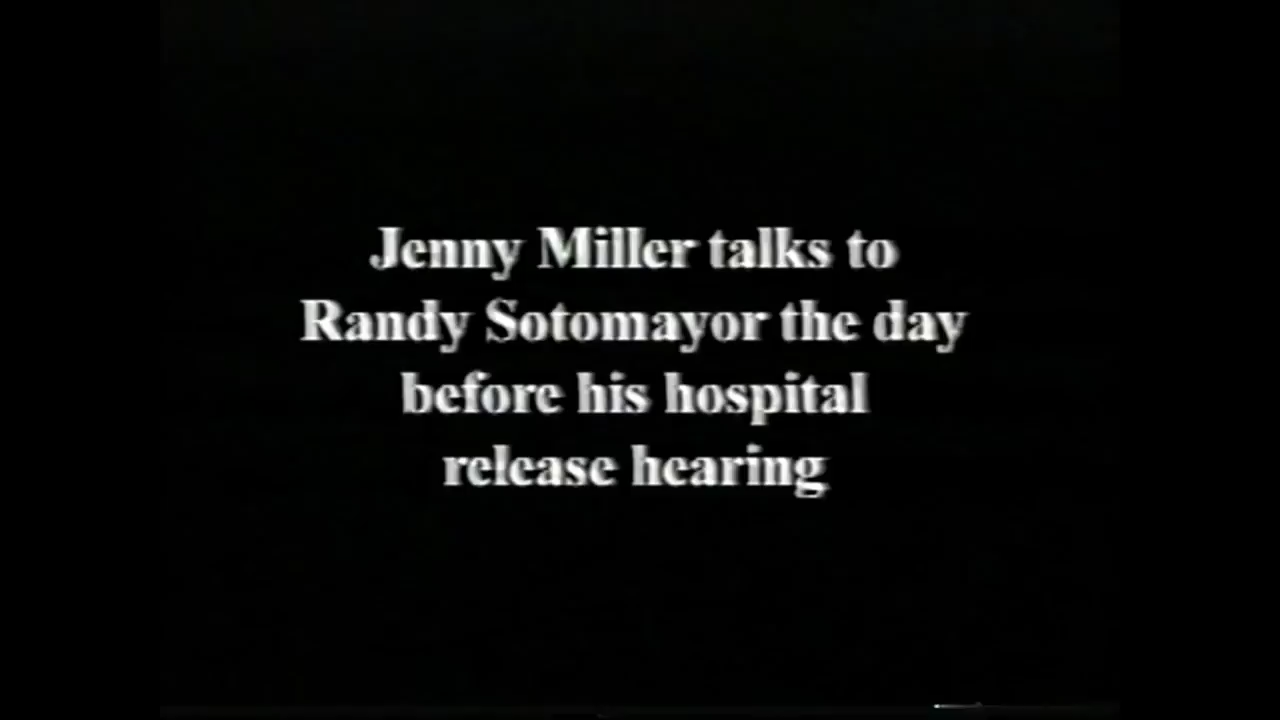 Jenny Miller talks to
Randy Sotomayor the day
before his hospital
release hearing